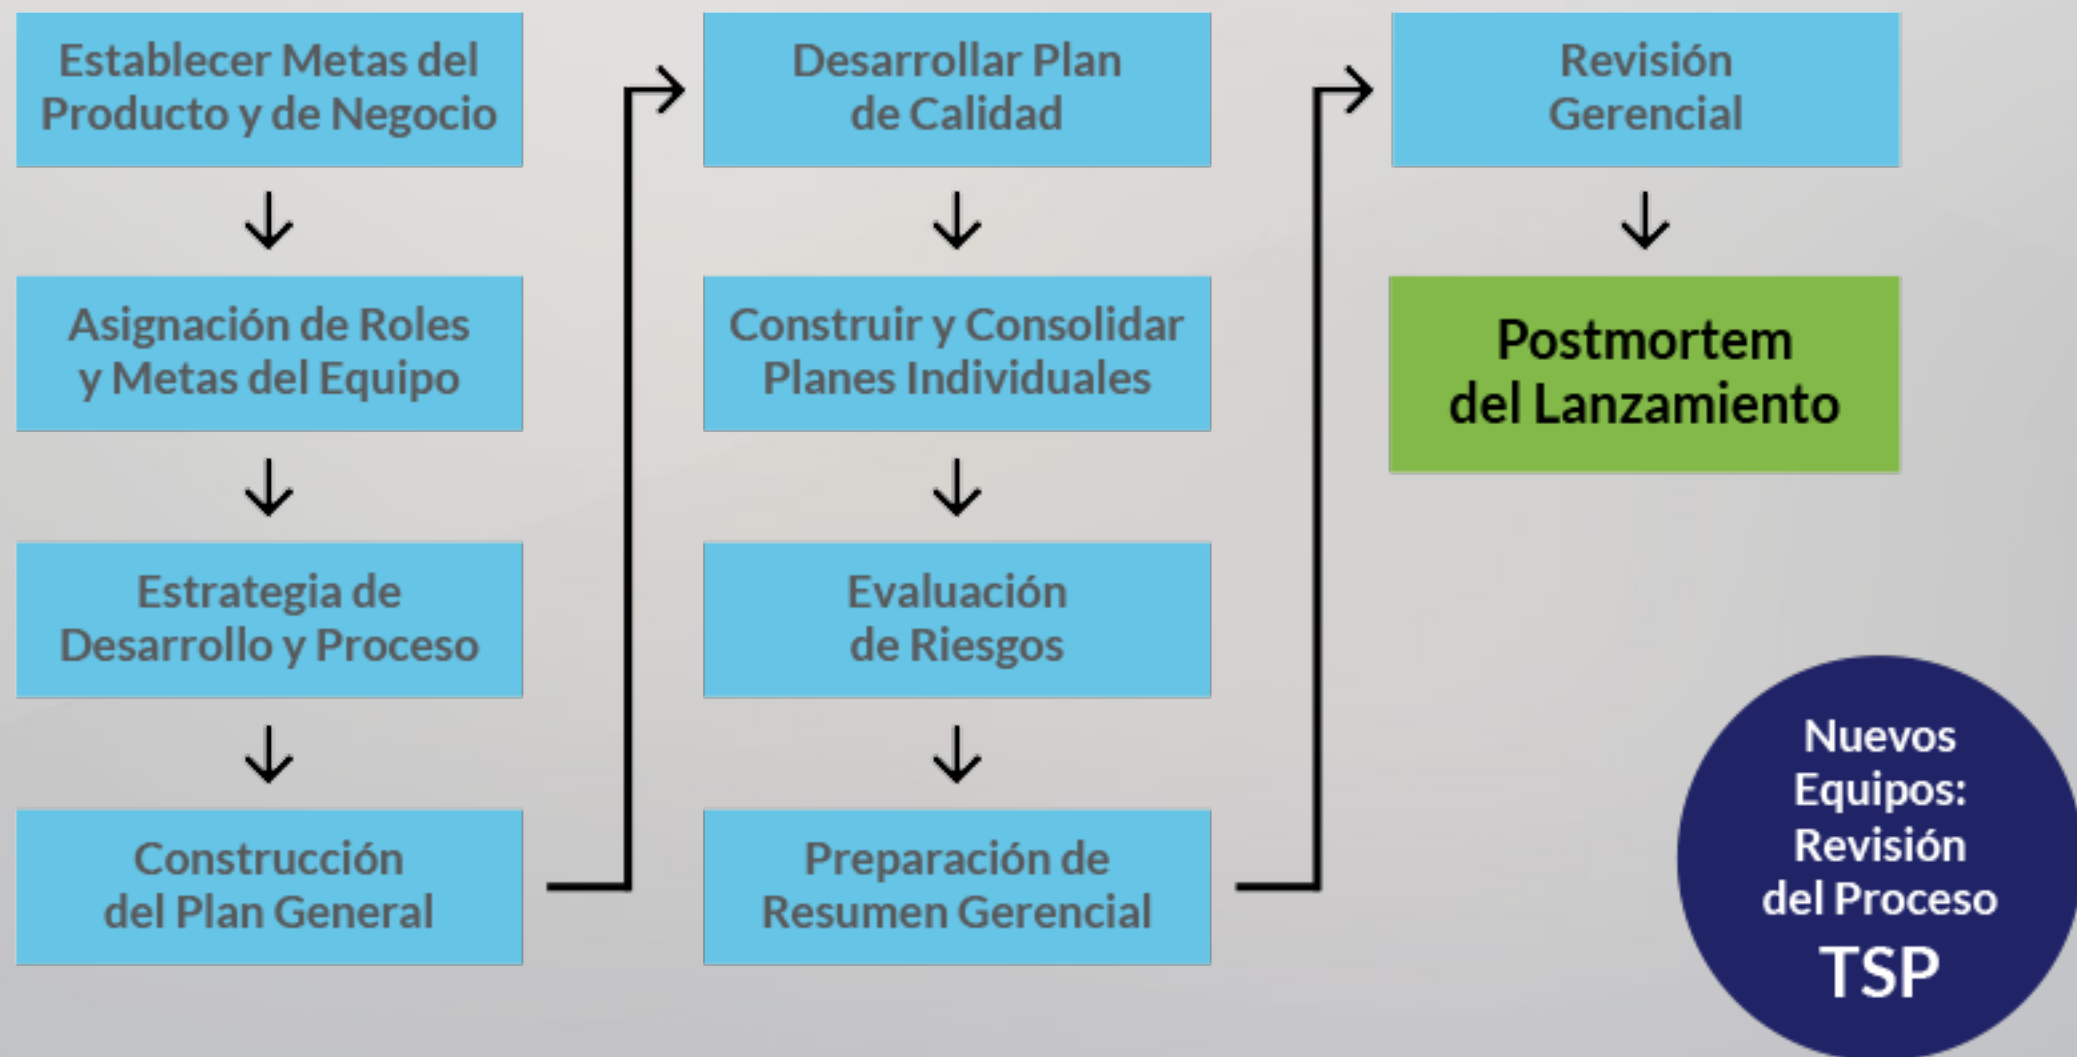 Establecer Metas del
Producto y de Negocio
Asignación de Roles
y Metas del Equipo
Estrategia de
Desarrollo y Proceso
Construcción
del Plan General
Desarrollar Plan
de Calidad
Construir y Consolidar
Planes Individuales
Evaluación
de Riesgos
Preparación de
Resumen Gerencial
Revisión
Gerencial
Postmortem
del Lanzamiento
Nuevos
Equipos:
Revisión
del Proceso
TSP